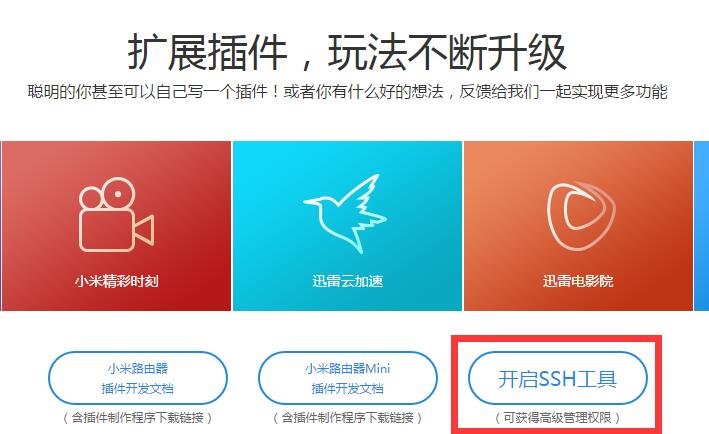 扩展插件，玩法不断升级
聪明的你甚至可以自己写一个插件！或者你有什么好的想法，反馈给我们一起实现更多功能
小米精彩时刻
迅雷云加速
迅雷电影院
小米路由器
插件开发文档
（含插件制作程序下载链接）
小米路由器Mini
插件开发文档
（含插件制作程序下载链接）
开启SSH工具
（可获得高级管理权限）